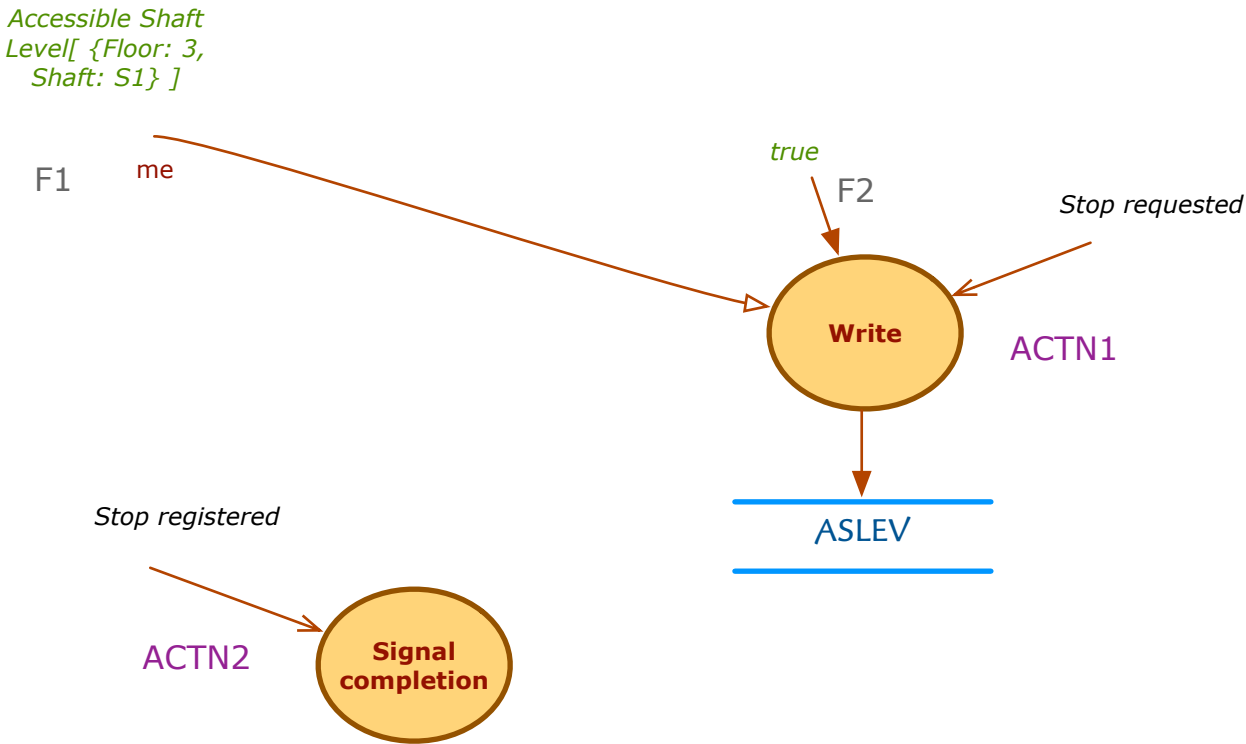 Accessible Shaft
Level[ {Floor: 3,
Shaft: S1} ]
F1
me
true
F2
Stop requested
Write
ACTN1
ASLEV
Stop registered
ACTN2
Signal
completion